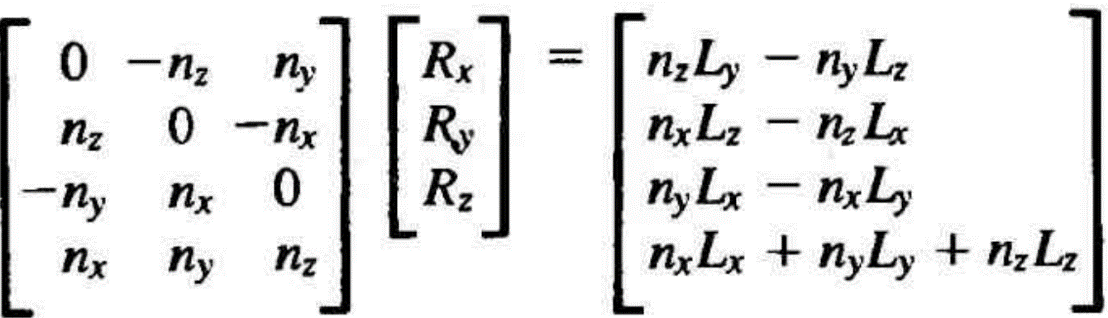 [ 0 −n_z n_y ] [ R_x ] = [ n_zL_y − n_yL_z ]
[ n_z 0 −n_x ] [ R_y ] [ n_xL_z − n_zL_x ]
[ −n_y n_x 0 ] [ R_z ] [ n_yL_x − n_xL_y ]
[ n_x n_y n_z ] [ n_xL_x + n_yL_y + n_zL_z ]